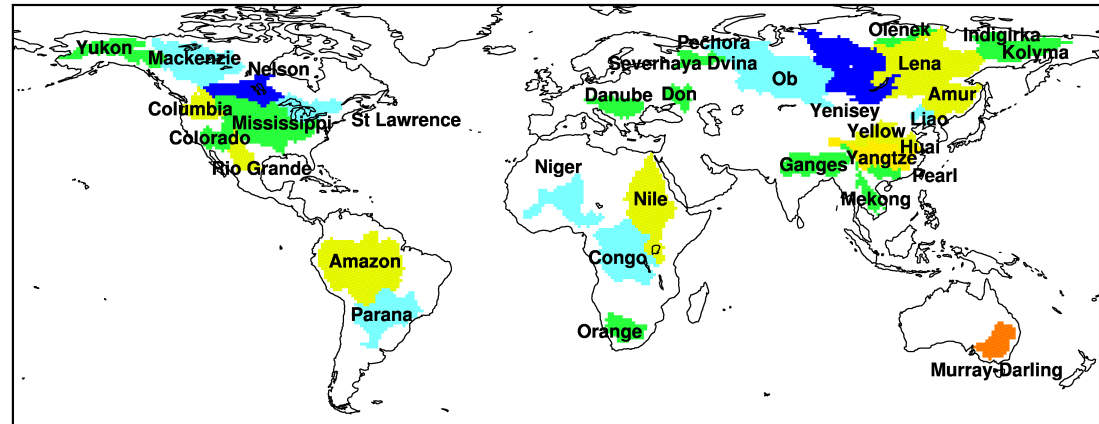 Yukon
Mackenzie
Nelson
Columbia
Mississippi
St Lawrence
Colorado
Rio Grande
Amazon
Parana
Niger
Nile
Congo
Orange
Danube
Don
Pechora
Severnaya Dvina
Ob
Yenisey
Olenek
Lena
Indigirka
Kolyma
Amur
Liao
Yellow
Huai
Yangtze
Ganges
Pearl
Mekong
Murray-Darling